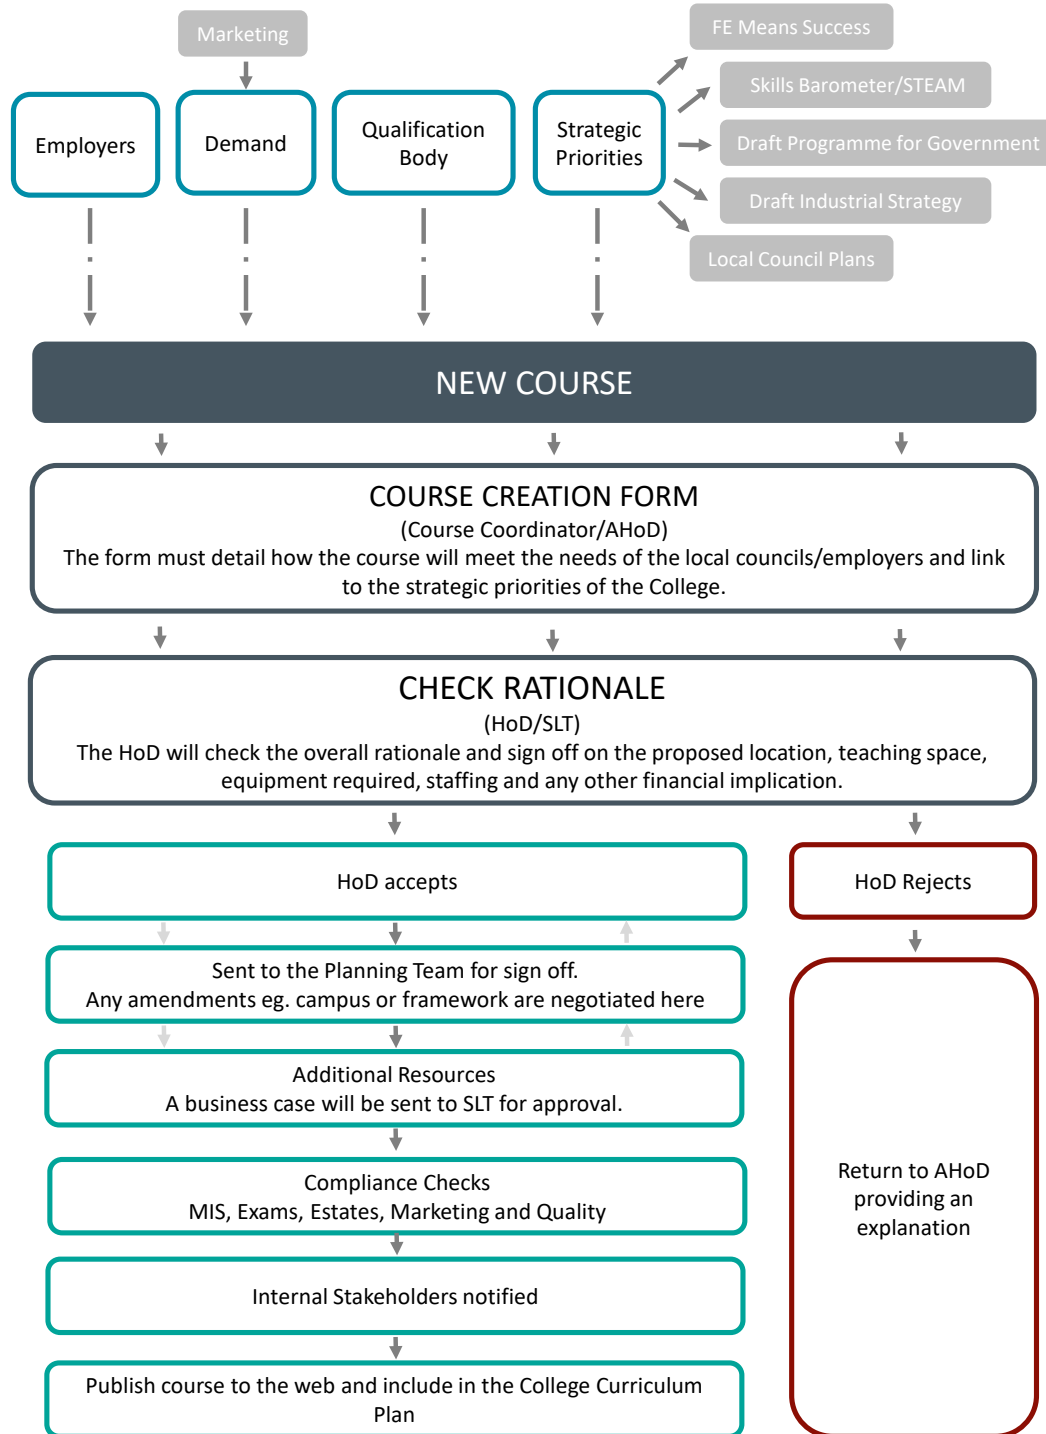 Marketing
FE Means Success
Skills Barometer/STEAM
Draft Programme for Government
Draft Industrial Strategy
Local Council Plans
Employers
Demand
Qualification
Body
Strategic
Priorities
NEW COURSE
COURSE CREATION FORM
(Course Coordinator/AHoD)
The form must detail how the course will meet the needs of the local councils/employers and link
to the strategic priorities of the College.
CHECK RATIONALE
(HoD/SLT)
The HoD will check the overall rationale and sign off on the proposed location, teaching space,
equipment required, staffing and any other financial implication.
HoD accepts
HoD Rejects
Sent to the Planning Team for sign off.
Any amendments eg. campus or framework are negotiated here
Additional Resources
A business case will be sent to SLT for approval.
Compliance Checks
MIS, Exams, Estates, Marketing and Quality
Internal Stakeholders notified
Publish course to the web and include in the College Curriculum
Plan
Return to AHoD
providing an
explanation